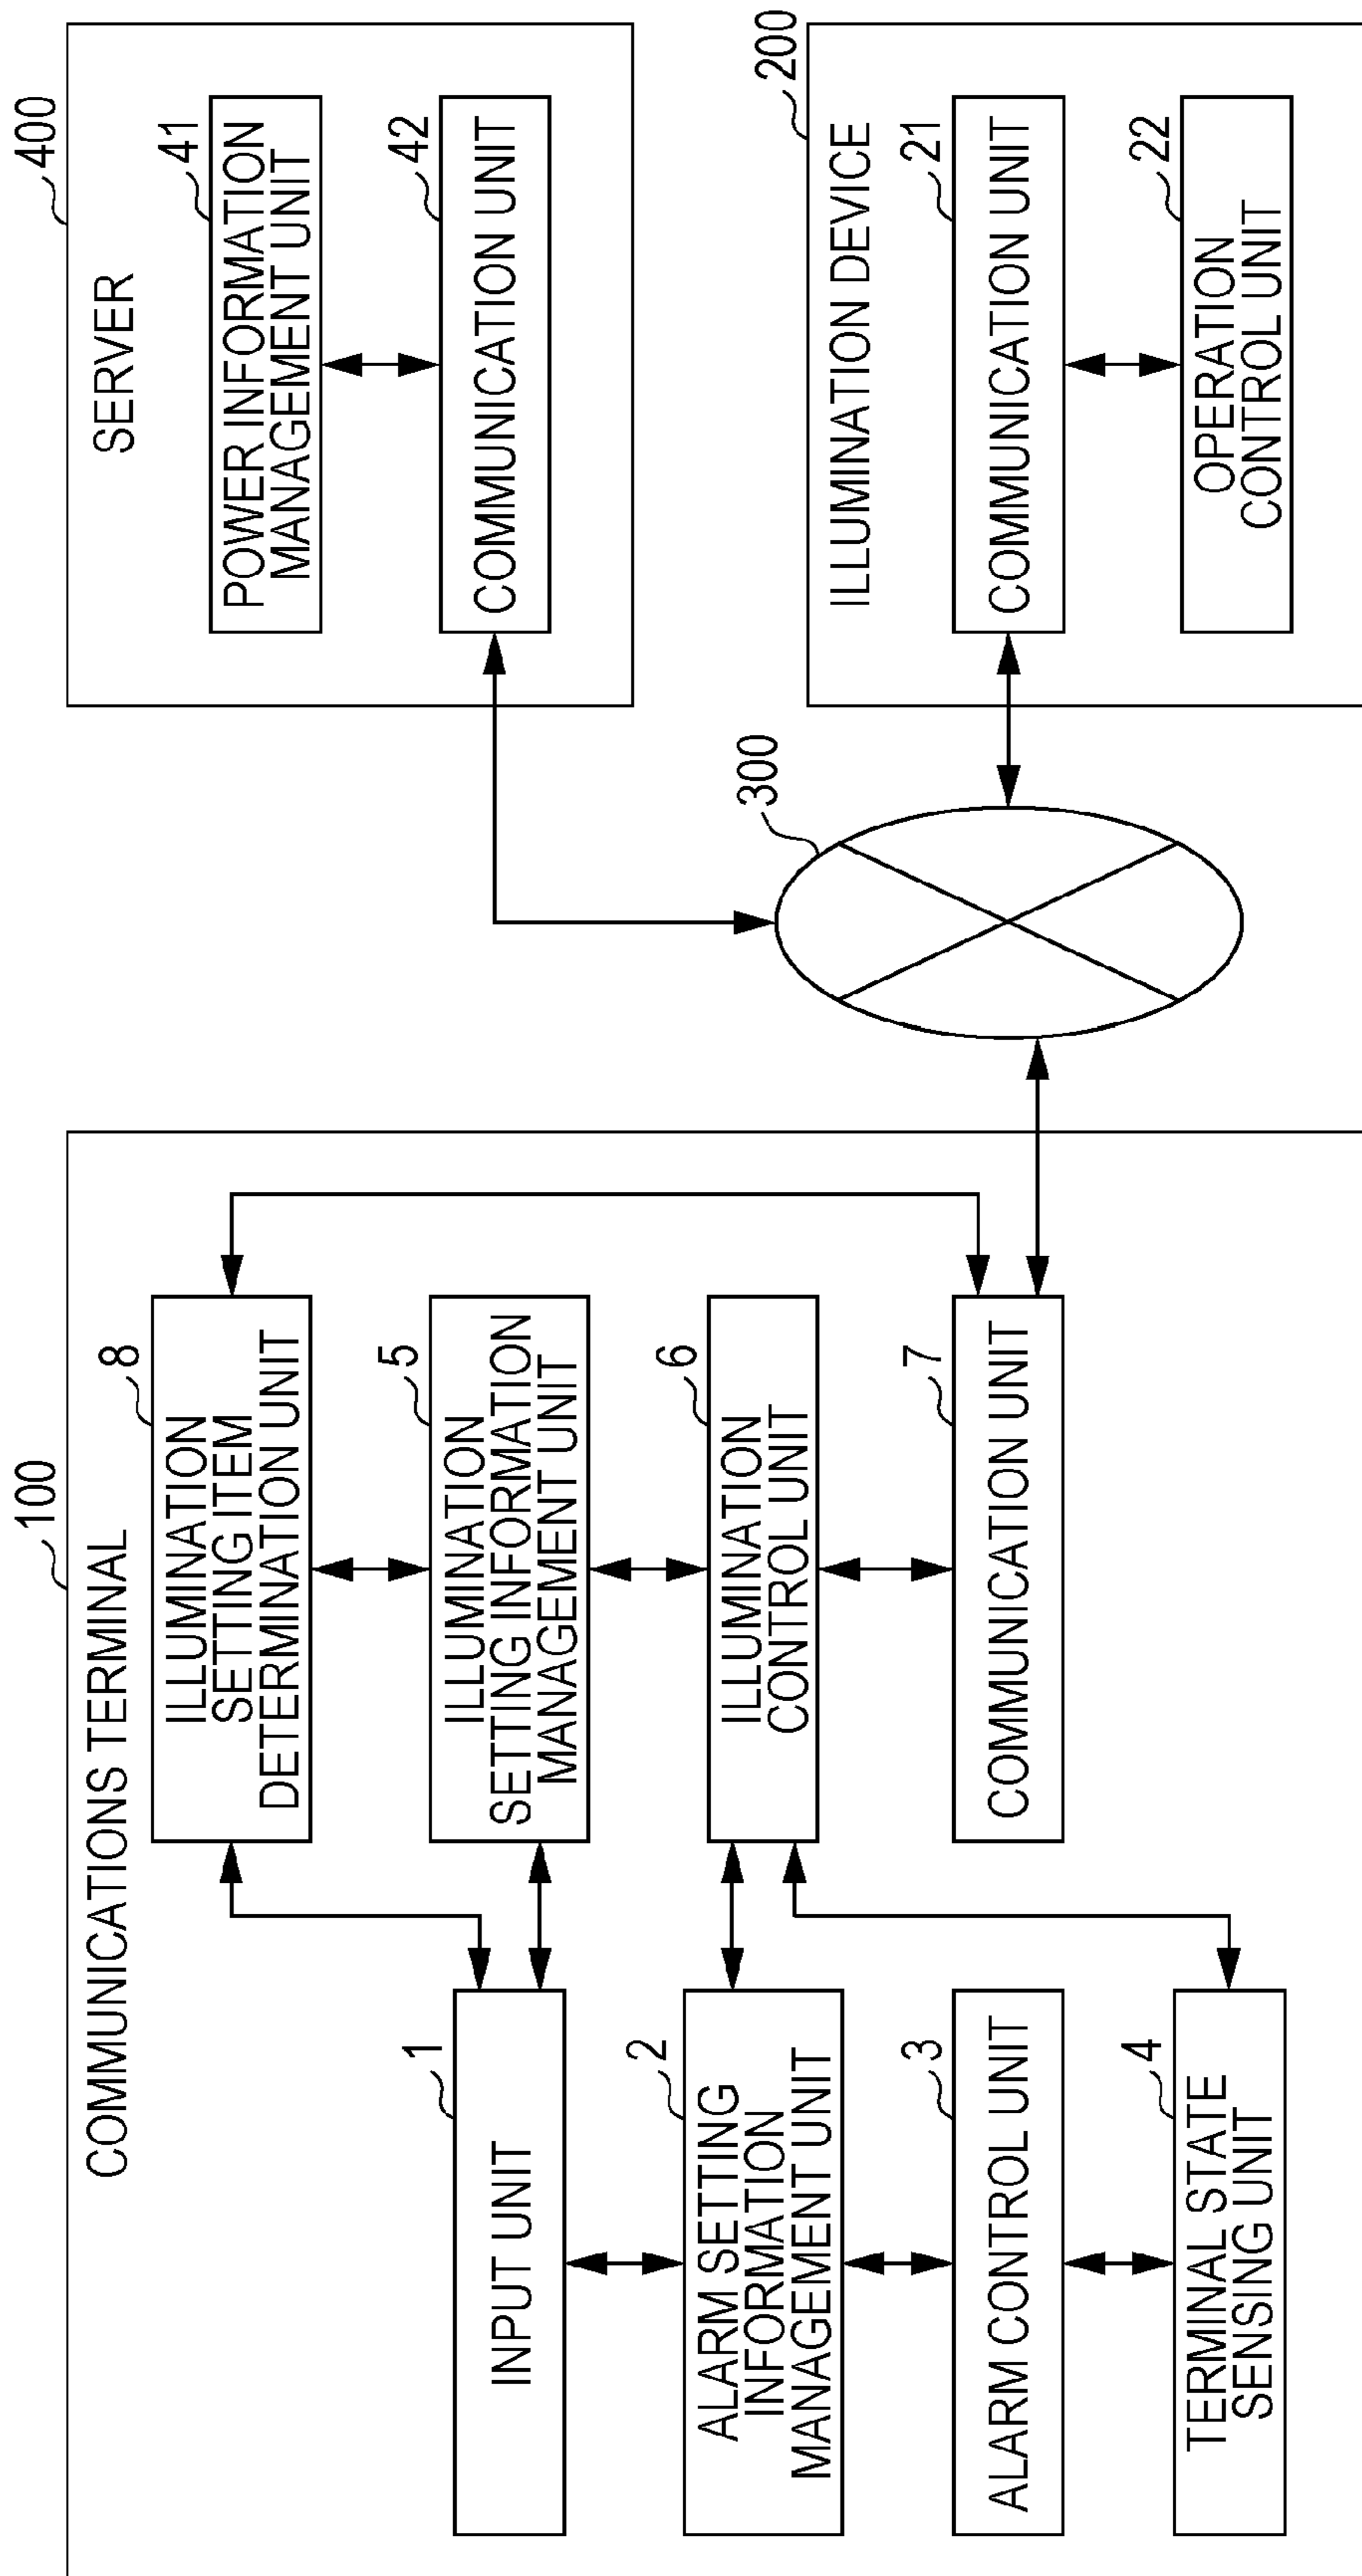 100
COMMUNICATIONS TERMINAL
1
INPUT UNIT
2
ALARM SETTING
INFORMATION
MANAGEMENT UNIT
3
ALARM CONTROL UNIT
4
TERMINAL STATE
SENSING UNIT
8
ILLUMINATION
SETTING ITEM
DETERMINATION UNIT
5
ILLUMINATION
SETTING INFORMATION
MANAGEMENT UNIT
6
ILLUMINATION
CONTROL UNIT
7
COMMUNICATION UNIT
300
400
SERVER
41
POWER INFORMATION
MANAGEMENT UNIT
42
COMMUNICATION UNIT
200
ILLUMINATION DEVICE
21
COMMUNICATION UNIT
22
OPERATION
CONTROL UNIT